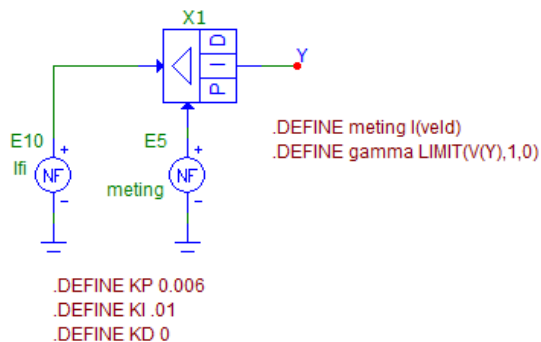 X1
D
I
P
Y
E10
Ifi
NF
+
-
E5
meting
NF
+
-
.DEFINE meting I(veld)
.DEFINE gamma LIMIT(V(Y),1,0)
.DEFINE KP 0.006
.DEFINE KI .01
.DEFINE KD 0